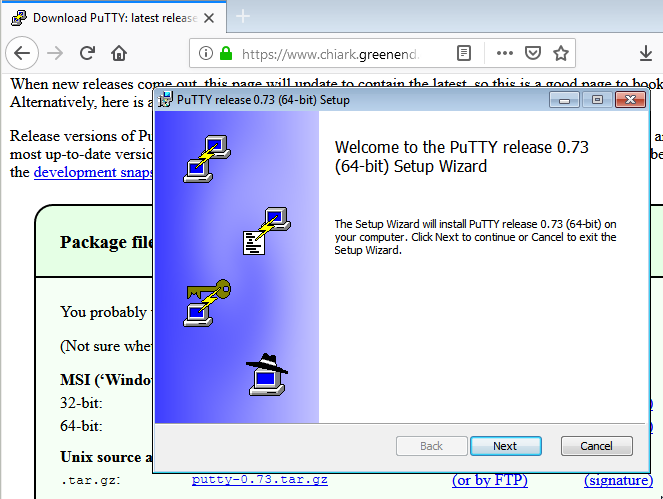 Download PuTTY: latest release
https://www.chiark.greenend.
When new releases come out, this page will update to contain the latest, so this is a good page to book
Alternatively, here is a
PuTTY release 0.73 (64-bit) Setup
Release versions of Pu
most up-to-date versio
the development snaps
be
Welcome to the PuTTY release 0.73
(64-bit) Setup Wizard
The Setup Wizard will install PuTTY release 0.73 (64-bit) on
your computer. Click Next to continue or Cancel to exit the
Setup Wizard.
Package file
You probably
(Not sure whe
MSI (‘Windo
32-bit:
64-bit:
Back
Next
Cancel
Unix source a
.tar.gz:
putty-0.73.tar.gz
(or by FTP)
(signature)